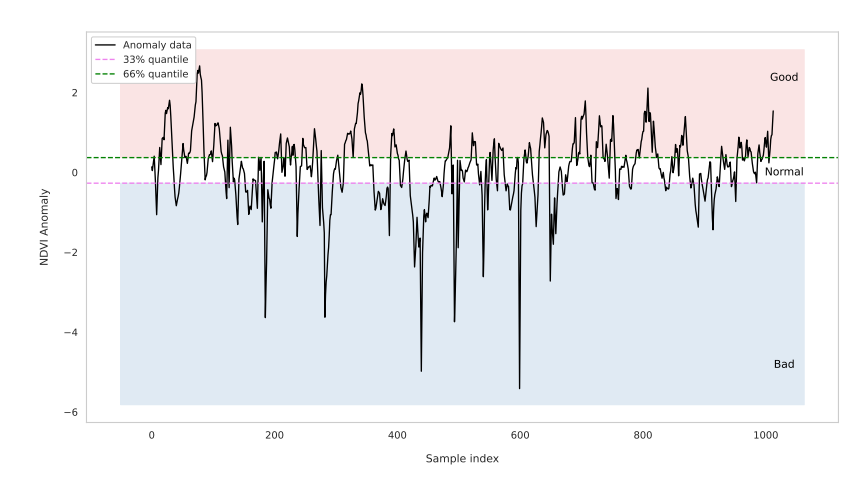 Anomaly data
33% quantile
66% quantile
Good
Normal
Bad
NDVI Anomaly
2
0
−2
−4
−6
0 200 400 600 800 1000
Sample index